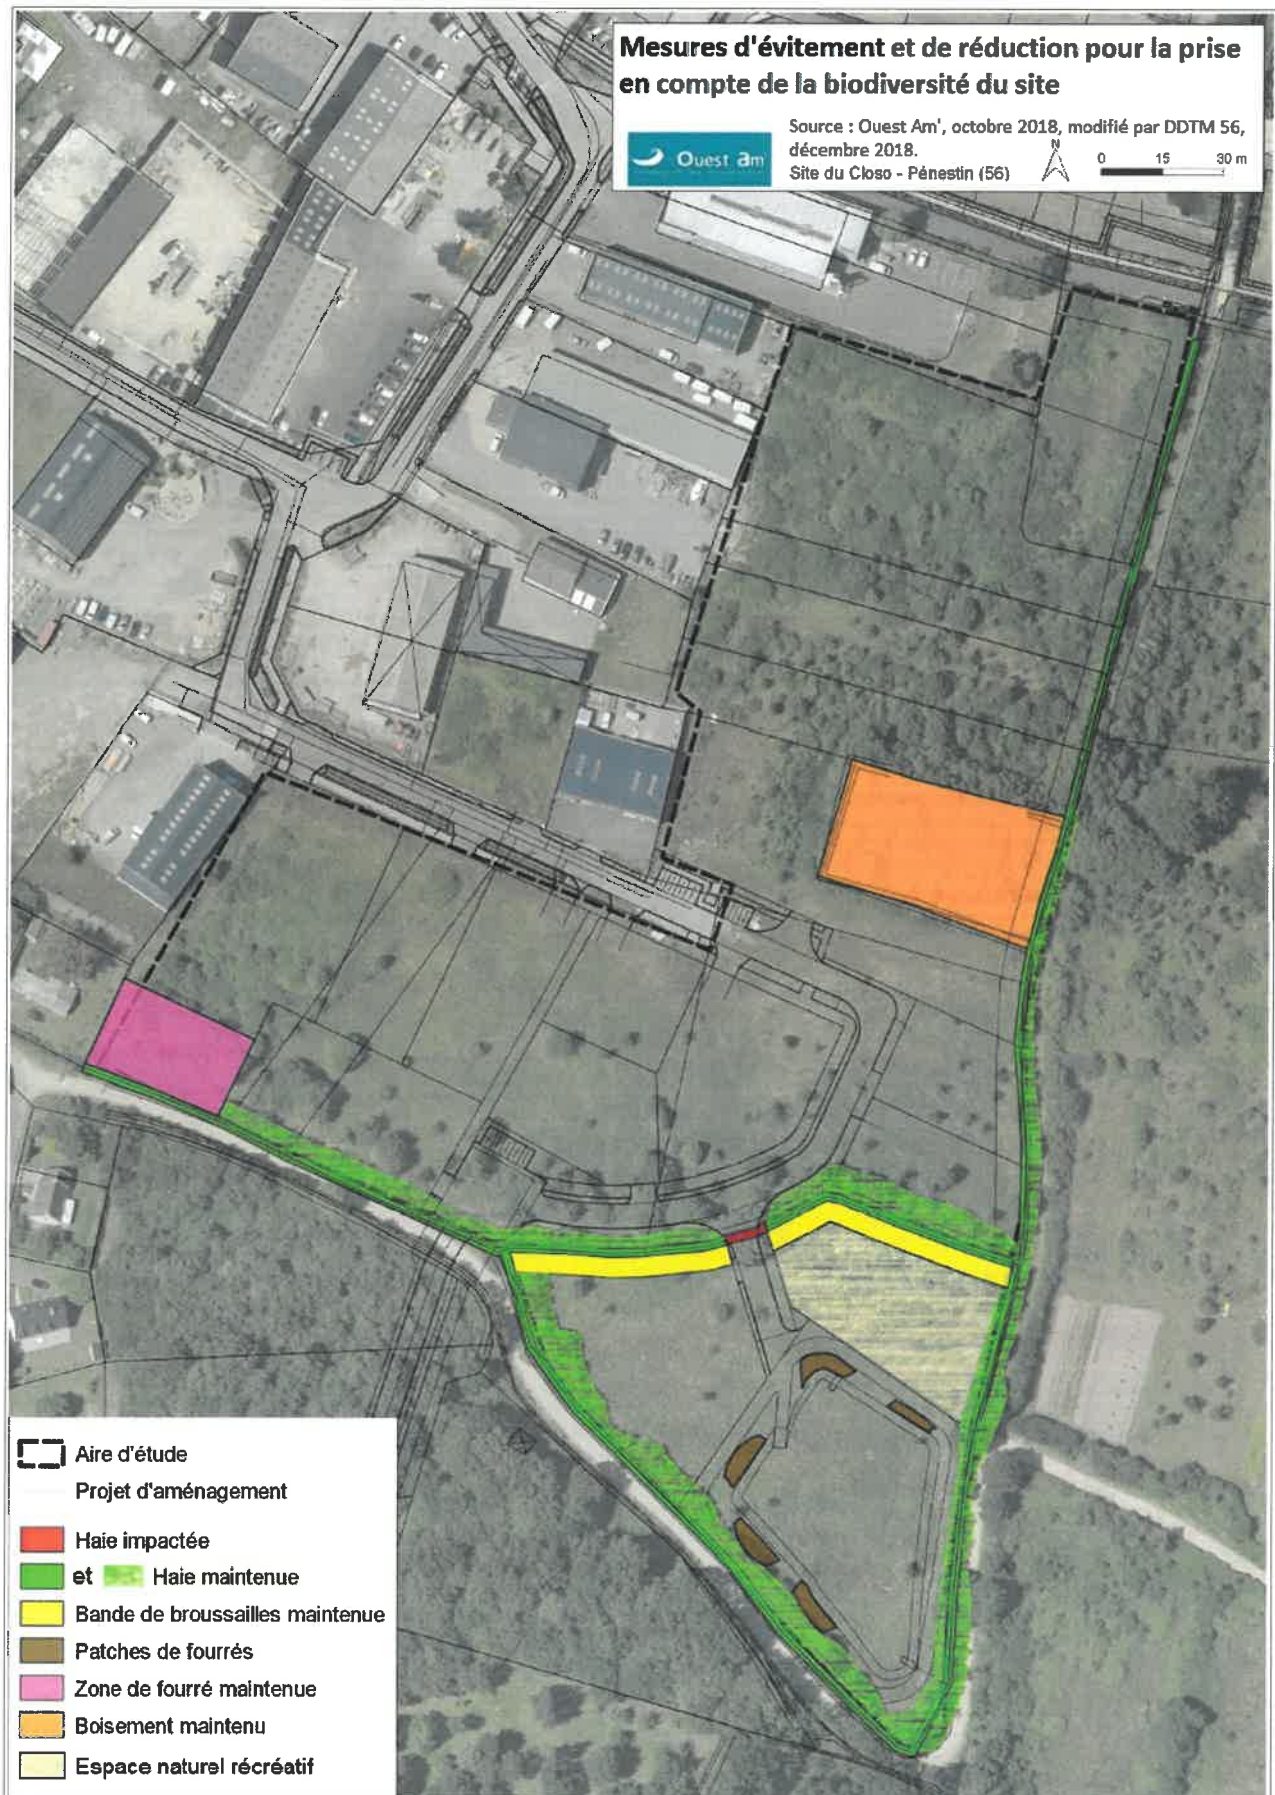 Mesures d'évitement et de réduction pour la prise
en compte de la biodiversité du site
Source : Ouest Am', octobre 2018, modifié par DDTM 56,
décembre 2018.
Site du Closo - Pénestin (56)
Ouest am'
N
0 15 30 m
Aire d'étude
Projet d'aménagement
Haie impactée
et Haie maintenue
Bande de broussailles maintenue
Patches de fourrés
Zone de fourré maintenue
Boisement maintenu
Espace naturel récréatif